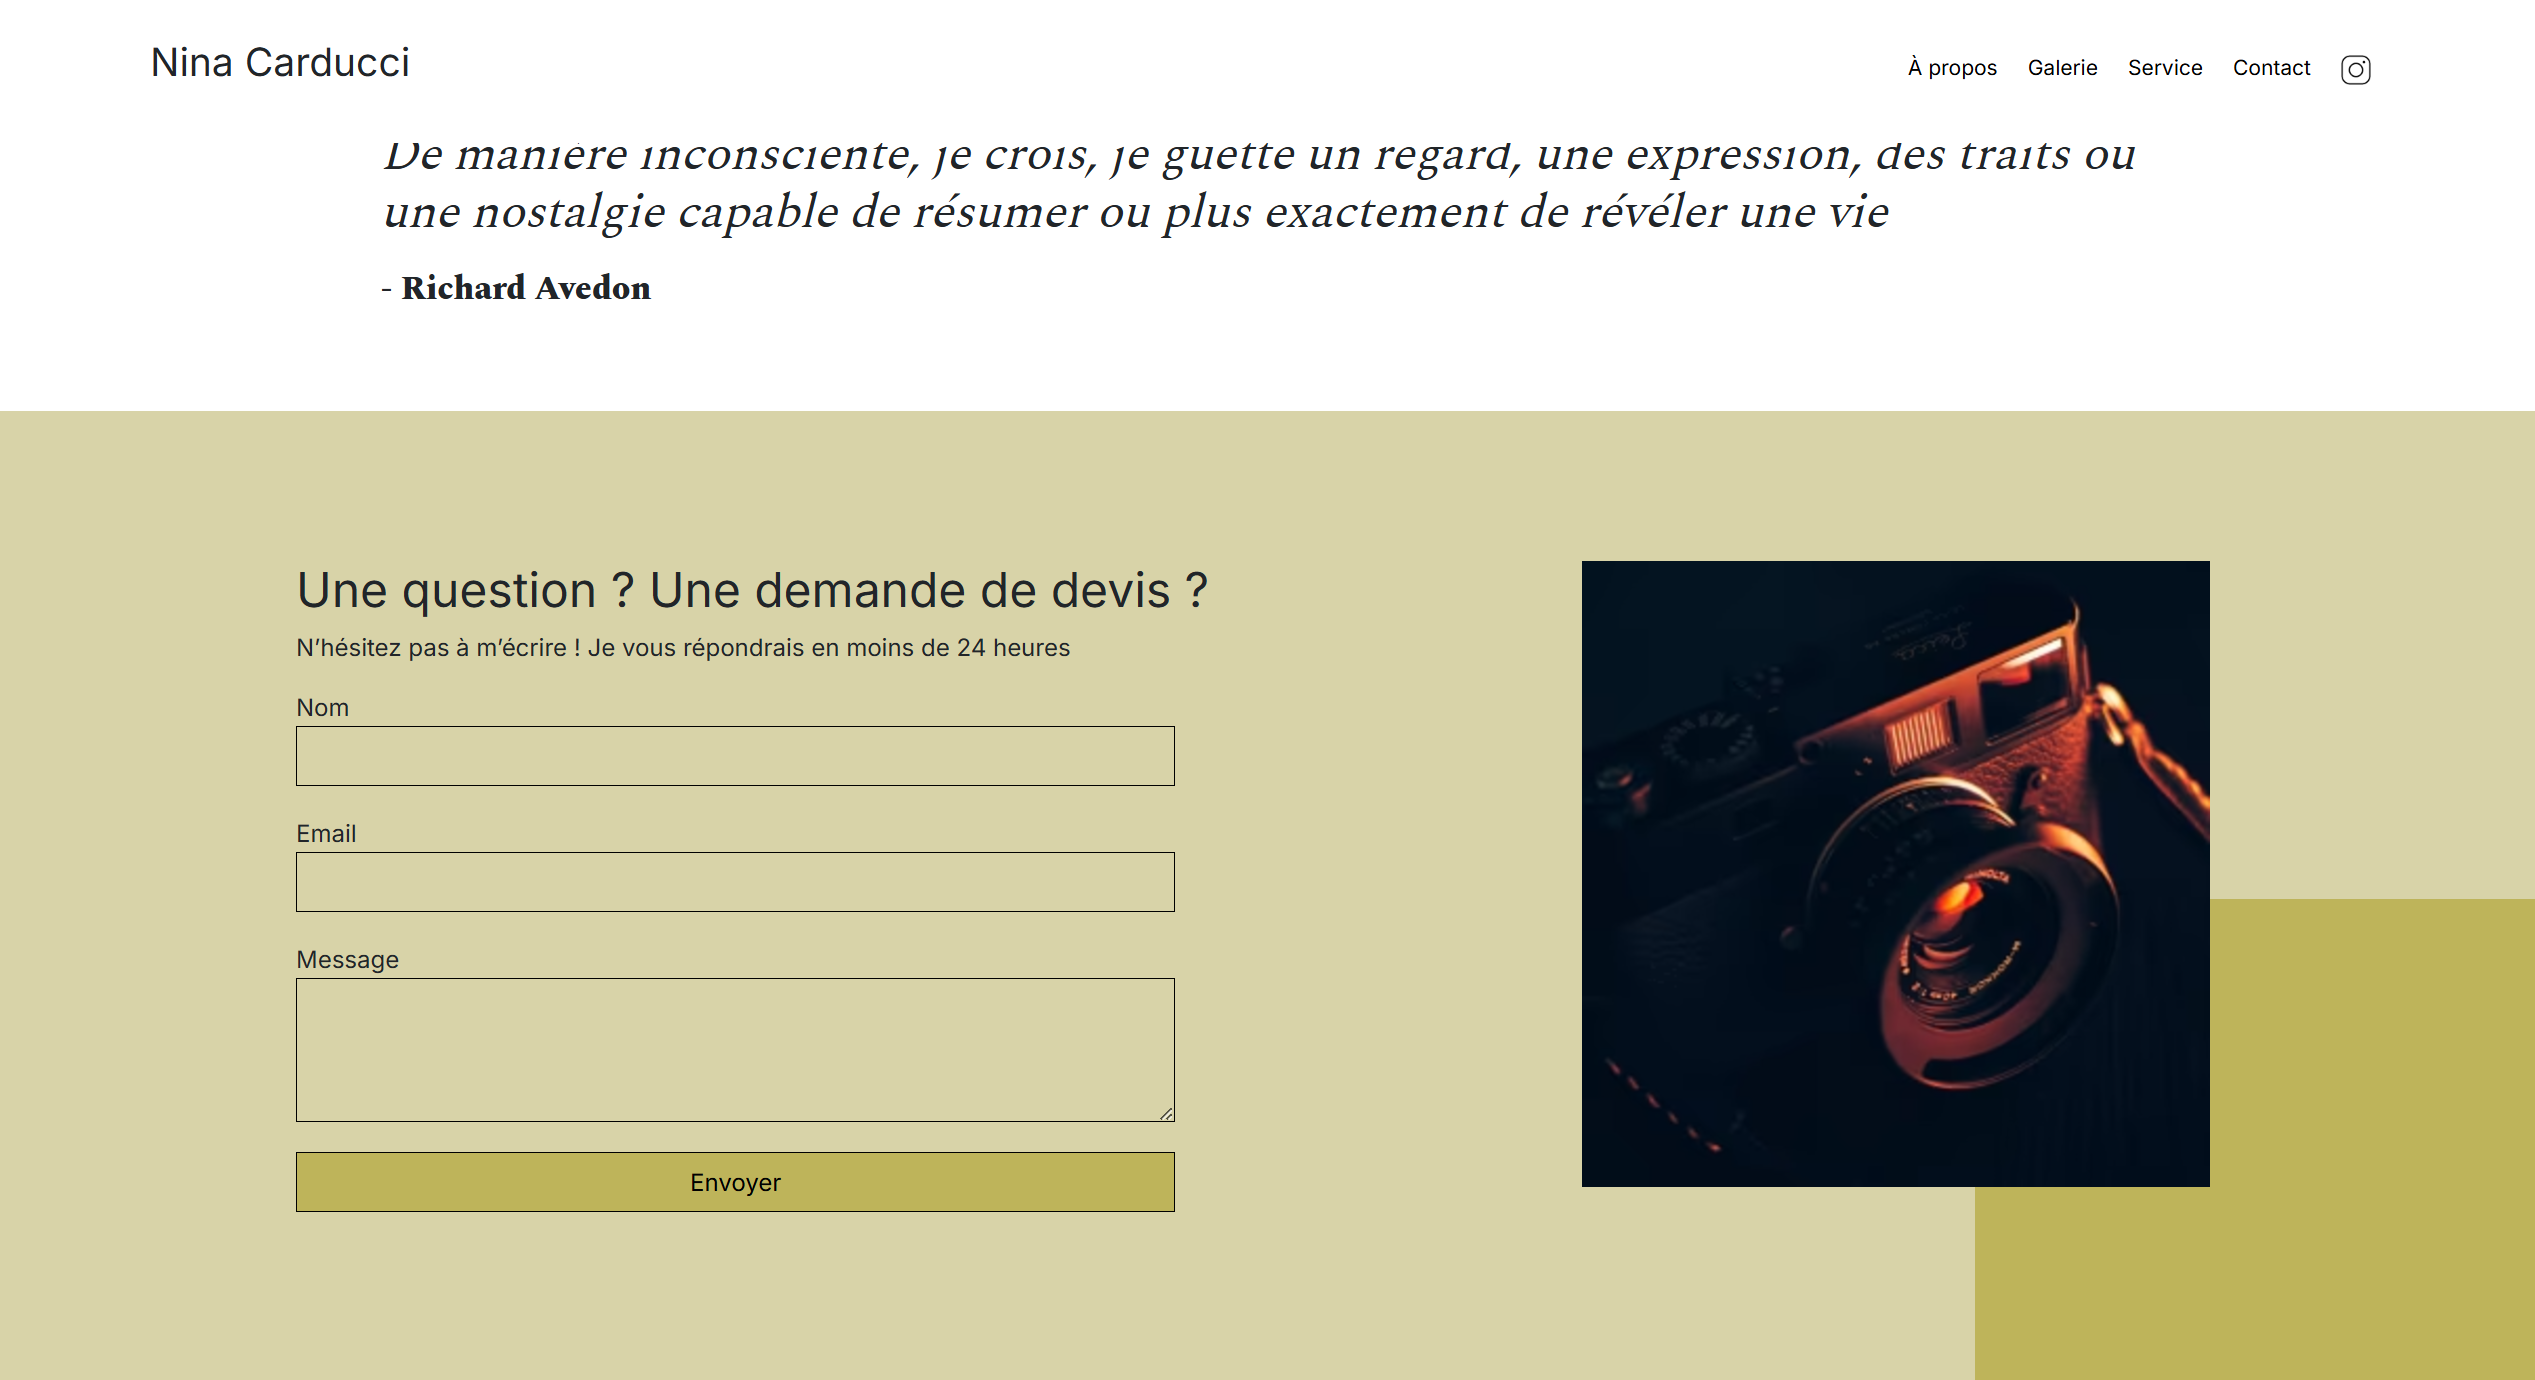 Nina Carducci
À propos
Galerie
Service
Contact
De manière inconsciente, je crois, je guette un regard, une expression, des traits ou
une nostalgie capable de résumer ou plus exactement de révéler une vie
- Richard Avedon
Une question ? Une demande de devis ?
N’hésitez pas à m’écrire ! Je vous répondrais en moins de 24 heures
Nom
Email
Message
Envoyer
Leica